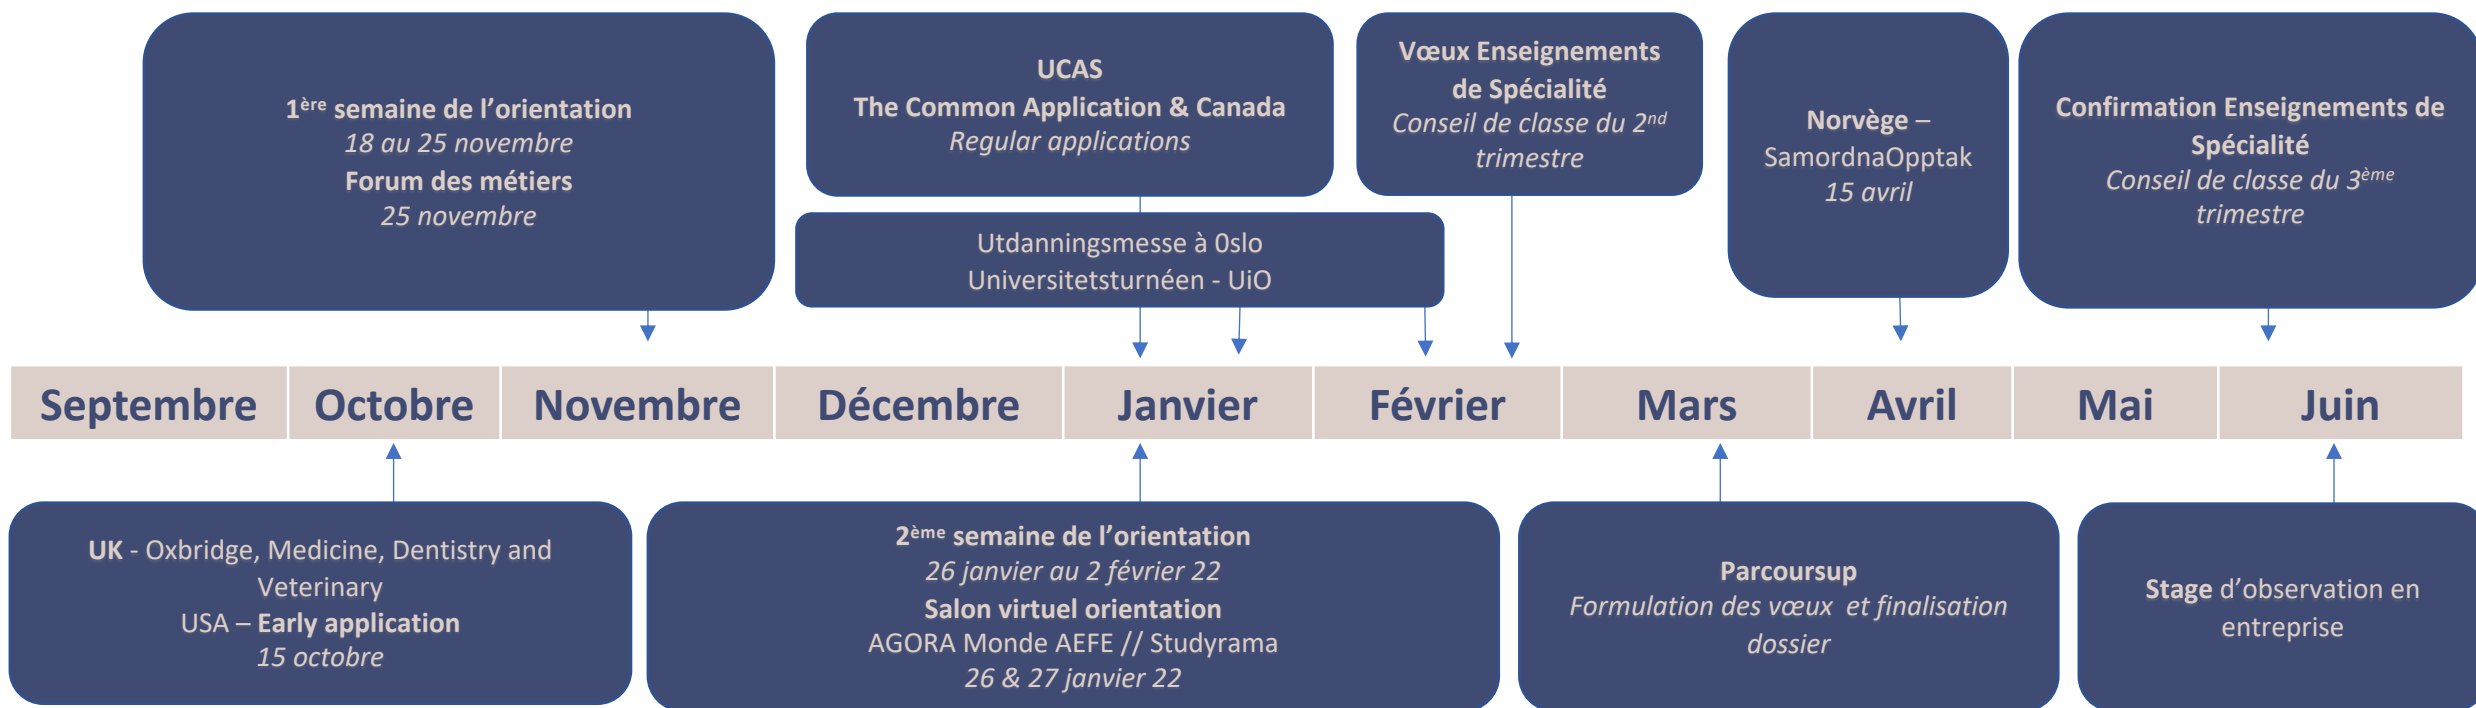 1ère semaine de l’orientation
18 au 25 novembre
Forum des métiers
25 novembre
UCAS
The Common Application & Canada
Regular applications
Utdanningsmesse à 0slo
Universitetsturnéen - UiO
Vœux Enseignements
de Spécialité
Conseil de classe du 2nd
trimestre
Norvège –
SamordnaOpptak
15 avril
Confirmation Enseignements de
Spécialité
Conseil de classe du 3ème
trimestre
Septembre Octobre Novembre Décembre Janvier Février Mars Avril Mai Juin
UK - Oxbridge, Medicine, Dentistry and
Veterinary
USA – Early application
15 octobre
2ème semaine de l’orientation
26 janvier au 2 février 22
Salon virtuel orientation
AGORA Monde AEFE // Studyrama
26 & 27 janvier 22
Parcoursup
Formulation des vœux et finalisation
dossier
Stage d’observation en
entreprise